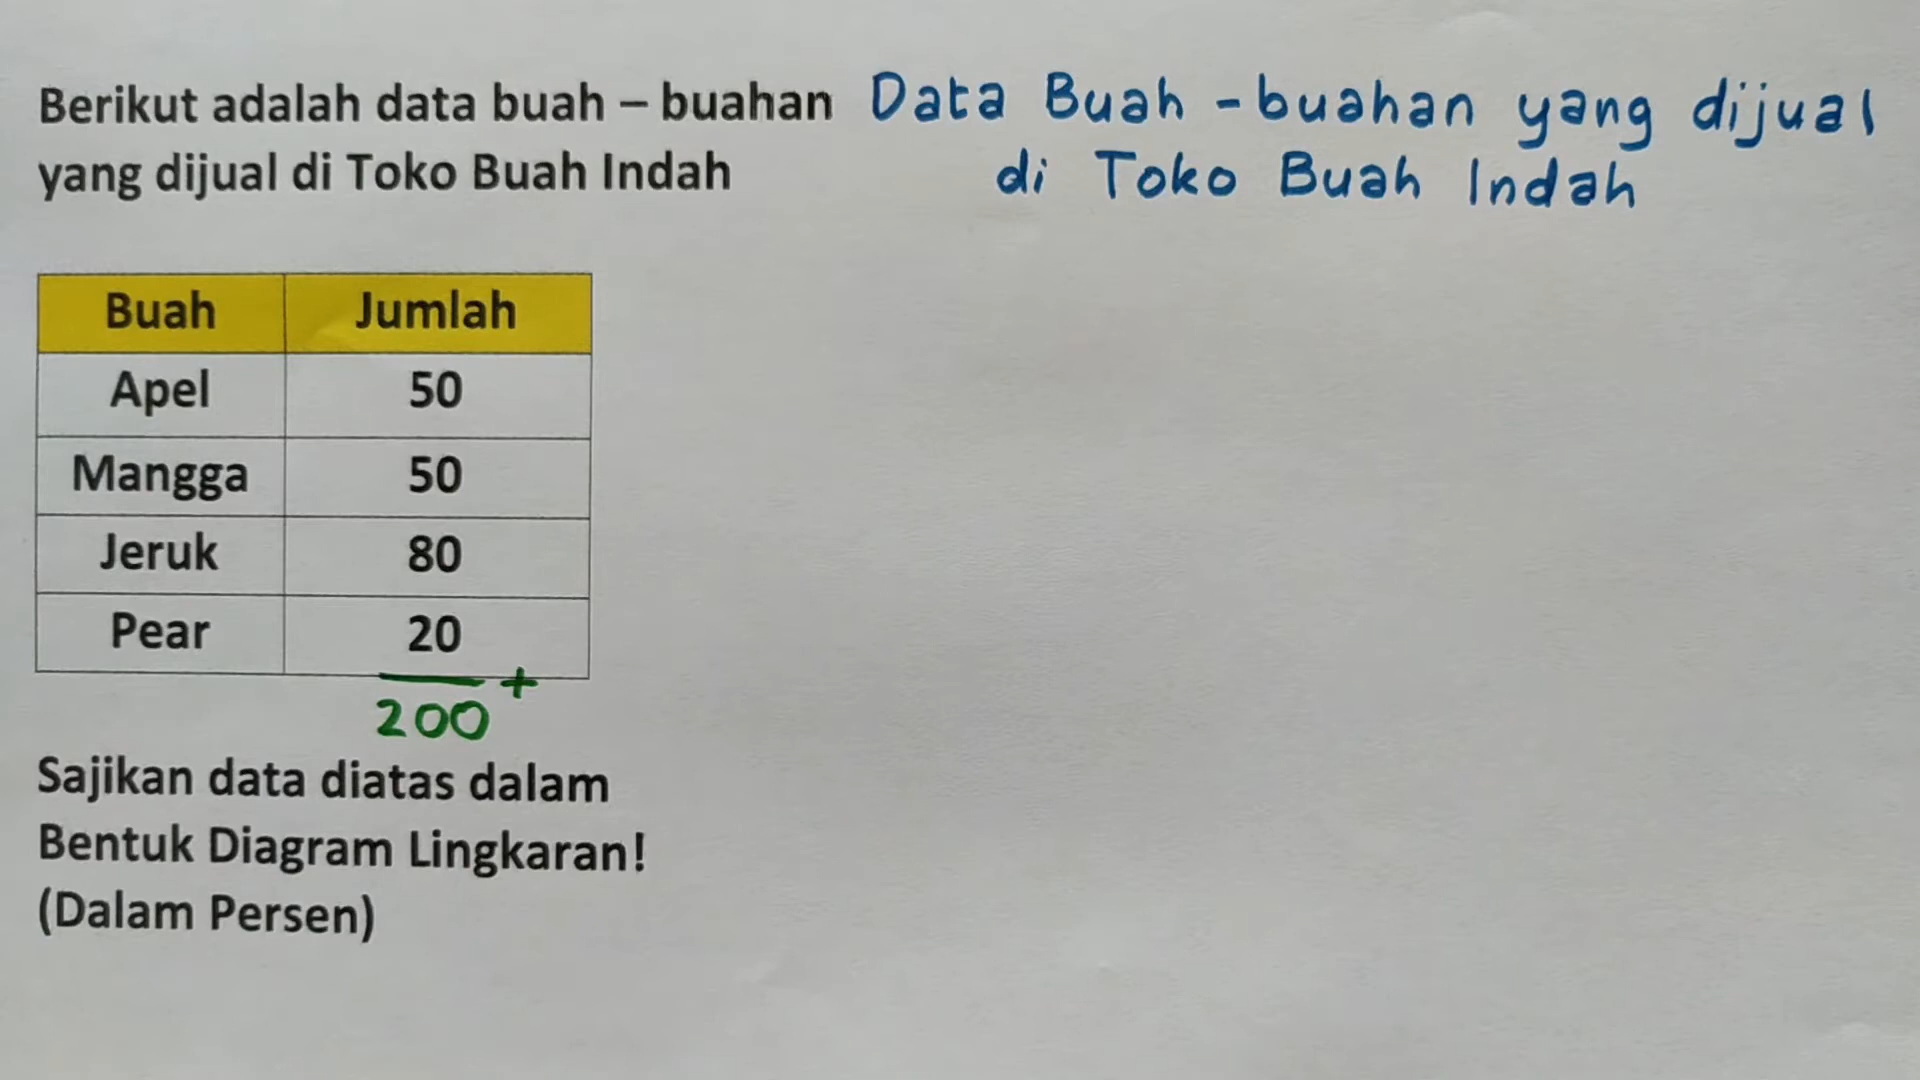 Berikut adalah data buah – buahan
yang dijual di Toko Buah Indah
Data Buah - buahan yang dijual
di Toko Buah Indah
Buah Jumlah
Apel 50
Mangga 50
Jeruk 80
Pear 20
+
200
Sajikan data diatas dalam
Bentuk Diagram Lingkaran!
(Dalam Persen)